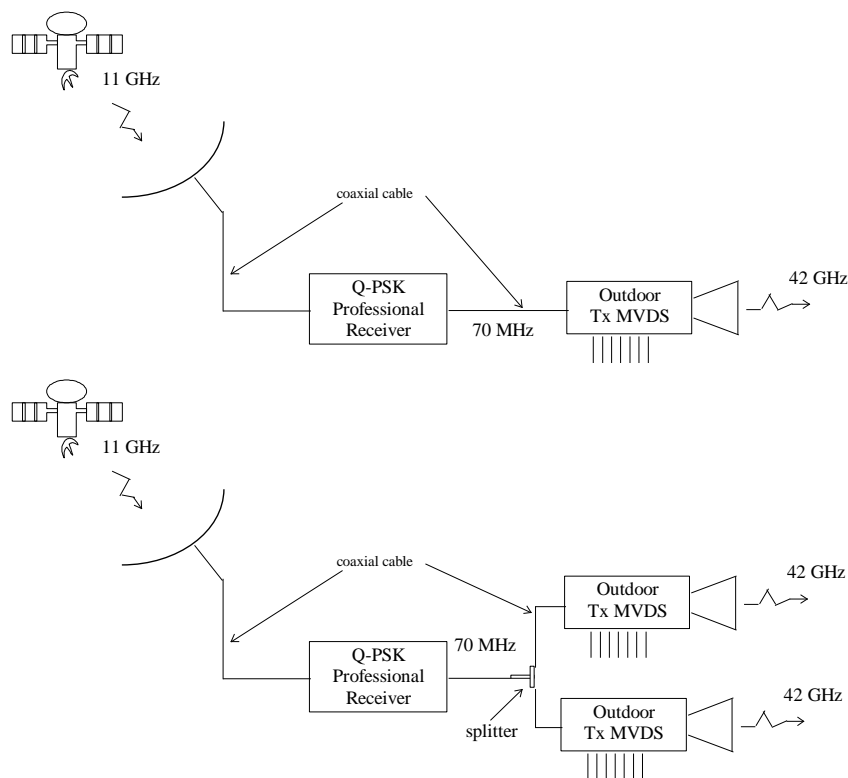 11 GHz
coaxial cable
42 GHz
Q-PSK
Professional
Receiver
70 MHz
Outdoor
Tx MVDS
11 GHz
coaxial cable
42 GHz
Outdoor
Tx MVDS
70 MHz
Q-PSK
Professional
Receiver
splitter
42 GHz
Outdoor
Tx MVDS